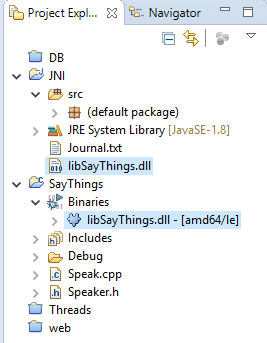 Project Expl... Navigator
DB
JNI
src
(default package)
JRE System Library [JavaSE-1.8]
Journal.txt
libSayThings.dll
SayThings
Binaries
libSayThings.dll - [amd64/le]
Includes
Debug
Speak.cpp
Speaker.h
Threads
web